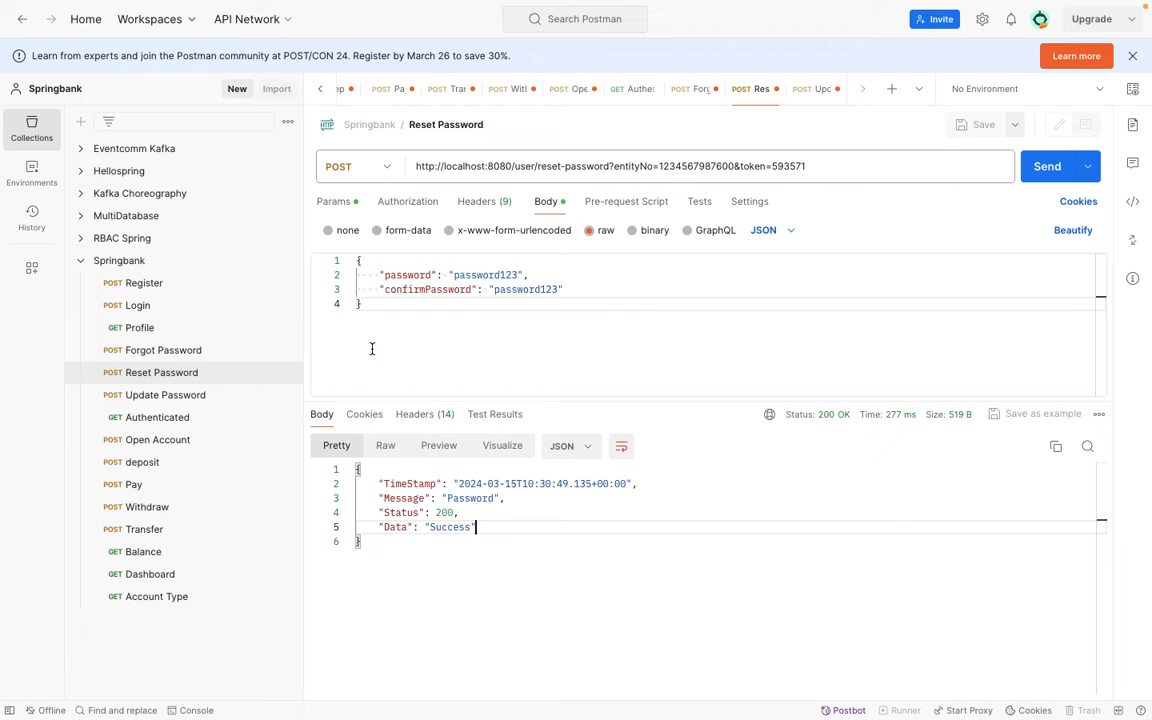 Home Workspaces API Network Search Postman Invite Upgrade
Learn from experts and join the Postman community at POST/CON 24. Register by March 26 to save 30%. Learn more
Springbank New Import
ep POST Pa POST Tran POST With POST Ope GET Authen POST Forg POST Res POST Upd No Environment
Collections
Environments
History
Eventcomm Kafka
Hellospring
Kafka Choreography
MultiDatabase
RBAC Spring
Springbank
POST Register
POST Login
GET Profile
POST Forgot Password
POST Reset Password
POST Update Password
GET Authenticated
POST Open Account
POST deposit
POST Pay
POST Withdraw
POST Transfer
GET Balance
GET Dashboard
GET Account Type
HTTP Springbank / Reset Password Save
POST http://localhost:8080/user/reset-password?entityNo=1234567987600&token=593571 Send
Params Authorization Headers (9) Body Pre-request Script Tests Settings Cookies
none form-data x-www-form-urlencoded raw binary GraphQL JSON Beautify
1 {
2 "password": "password123",
3 "confirmPassword": "password123"
4 }
Body Cookies Headers (14) Test Results Status: 200 OK Time: 277 ms Size: 519 B Save as example
Pretty Raw Preview Visualize JSON
1 {
2 "TimeStamp": "2024-03-15T10:30:49.135+00:00",
3 "Message": "Password",
4 "Status": 200,
5 "Data": "Success"
6 }
Offline Find and replace Console Postbot Runner Start Proxy Cookies Trash